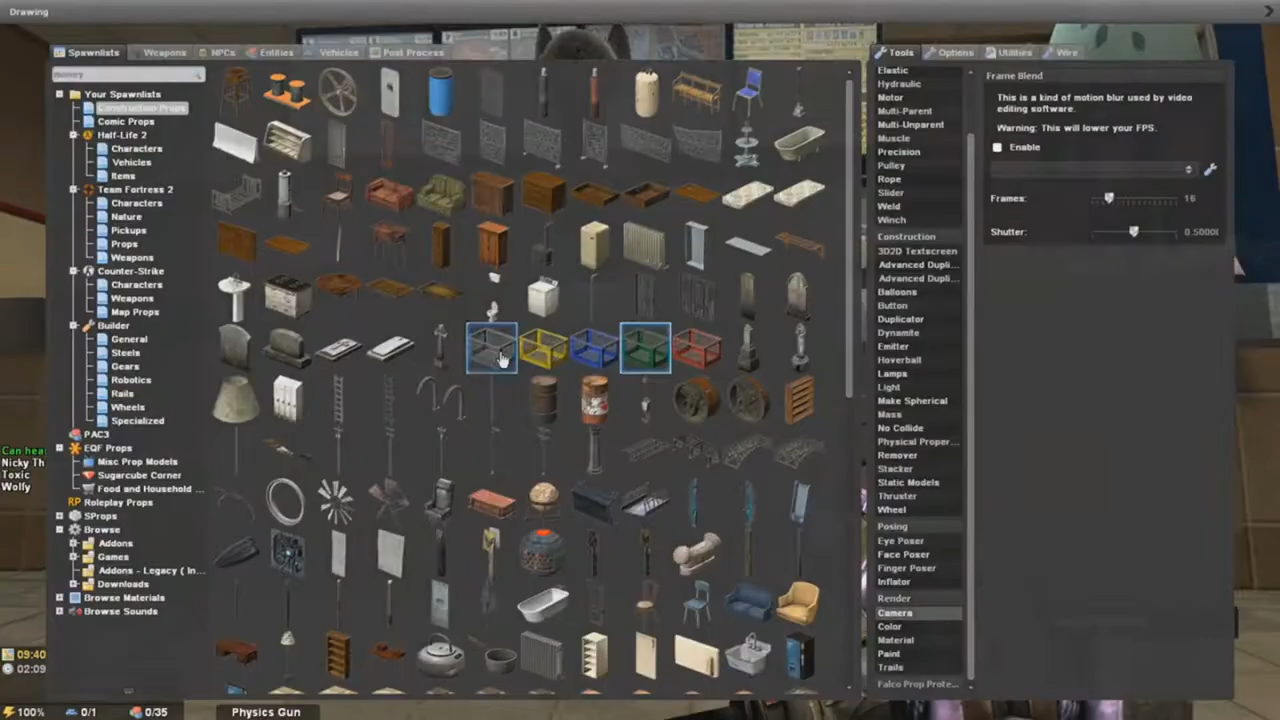 Drawing
Spawnlists
Weapons
NPCs
Entities
Vehicles
Post Process
Your Spawnlists
Construction Props
Comic Props
Half-Life 2
Characters
Vehicles
Items
Team Fortress 2
Characters
Nature
Pickups
Props
Weapons
Counter-Strike
Characters
Weapons
Map Props
Builder
General
Steels
Gears
Robotics
Rails
Wheels
Specialized
PAC3
EQF Props
Misc Prop Models
Sugarcube Corner
Food and Household ...
Roleplay Props
SProps
Browse
Addons
Games
Addons - Legacy ( In...
Downloads
Browse Materials
Browse Sounds
Can hea
Nicky Th
Toxic
Wolfy
09:40
02:09
100%
0/1
0/35
Physics Gun
Tools
Options
Utilities
Wire
Elastic
Hydraulic
Motor
Multi-Parent
Multi-Unparent
Muscle
Precision
Pulley
Rope
Slider
Weld
Winch
Construction
3D2D Textscreen
Advanced Dupli...
Advanced Dupli...
Balloons
Button
Duplicator
Dynamite
Emitter
Hoverball
Lamps
Light
Make Spherical
Mass
No Collide
Physical Proper...
Remover
Stacker
Static Models
Thruster
Wheel
Posing
Eye Poser
Face Poser
Finger Poser
Inflator
Render
Camera
Color
Material
Paint
Trails
Falco Prop Prote...
Frame Blend
This is a kind of motion blur used by video
editing software.
Warning: This will lower your FPS.
Enable
Frames: 16
Shutter: 0.5000